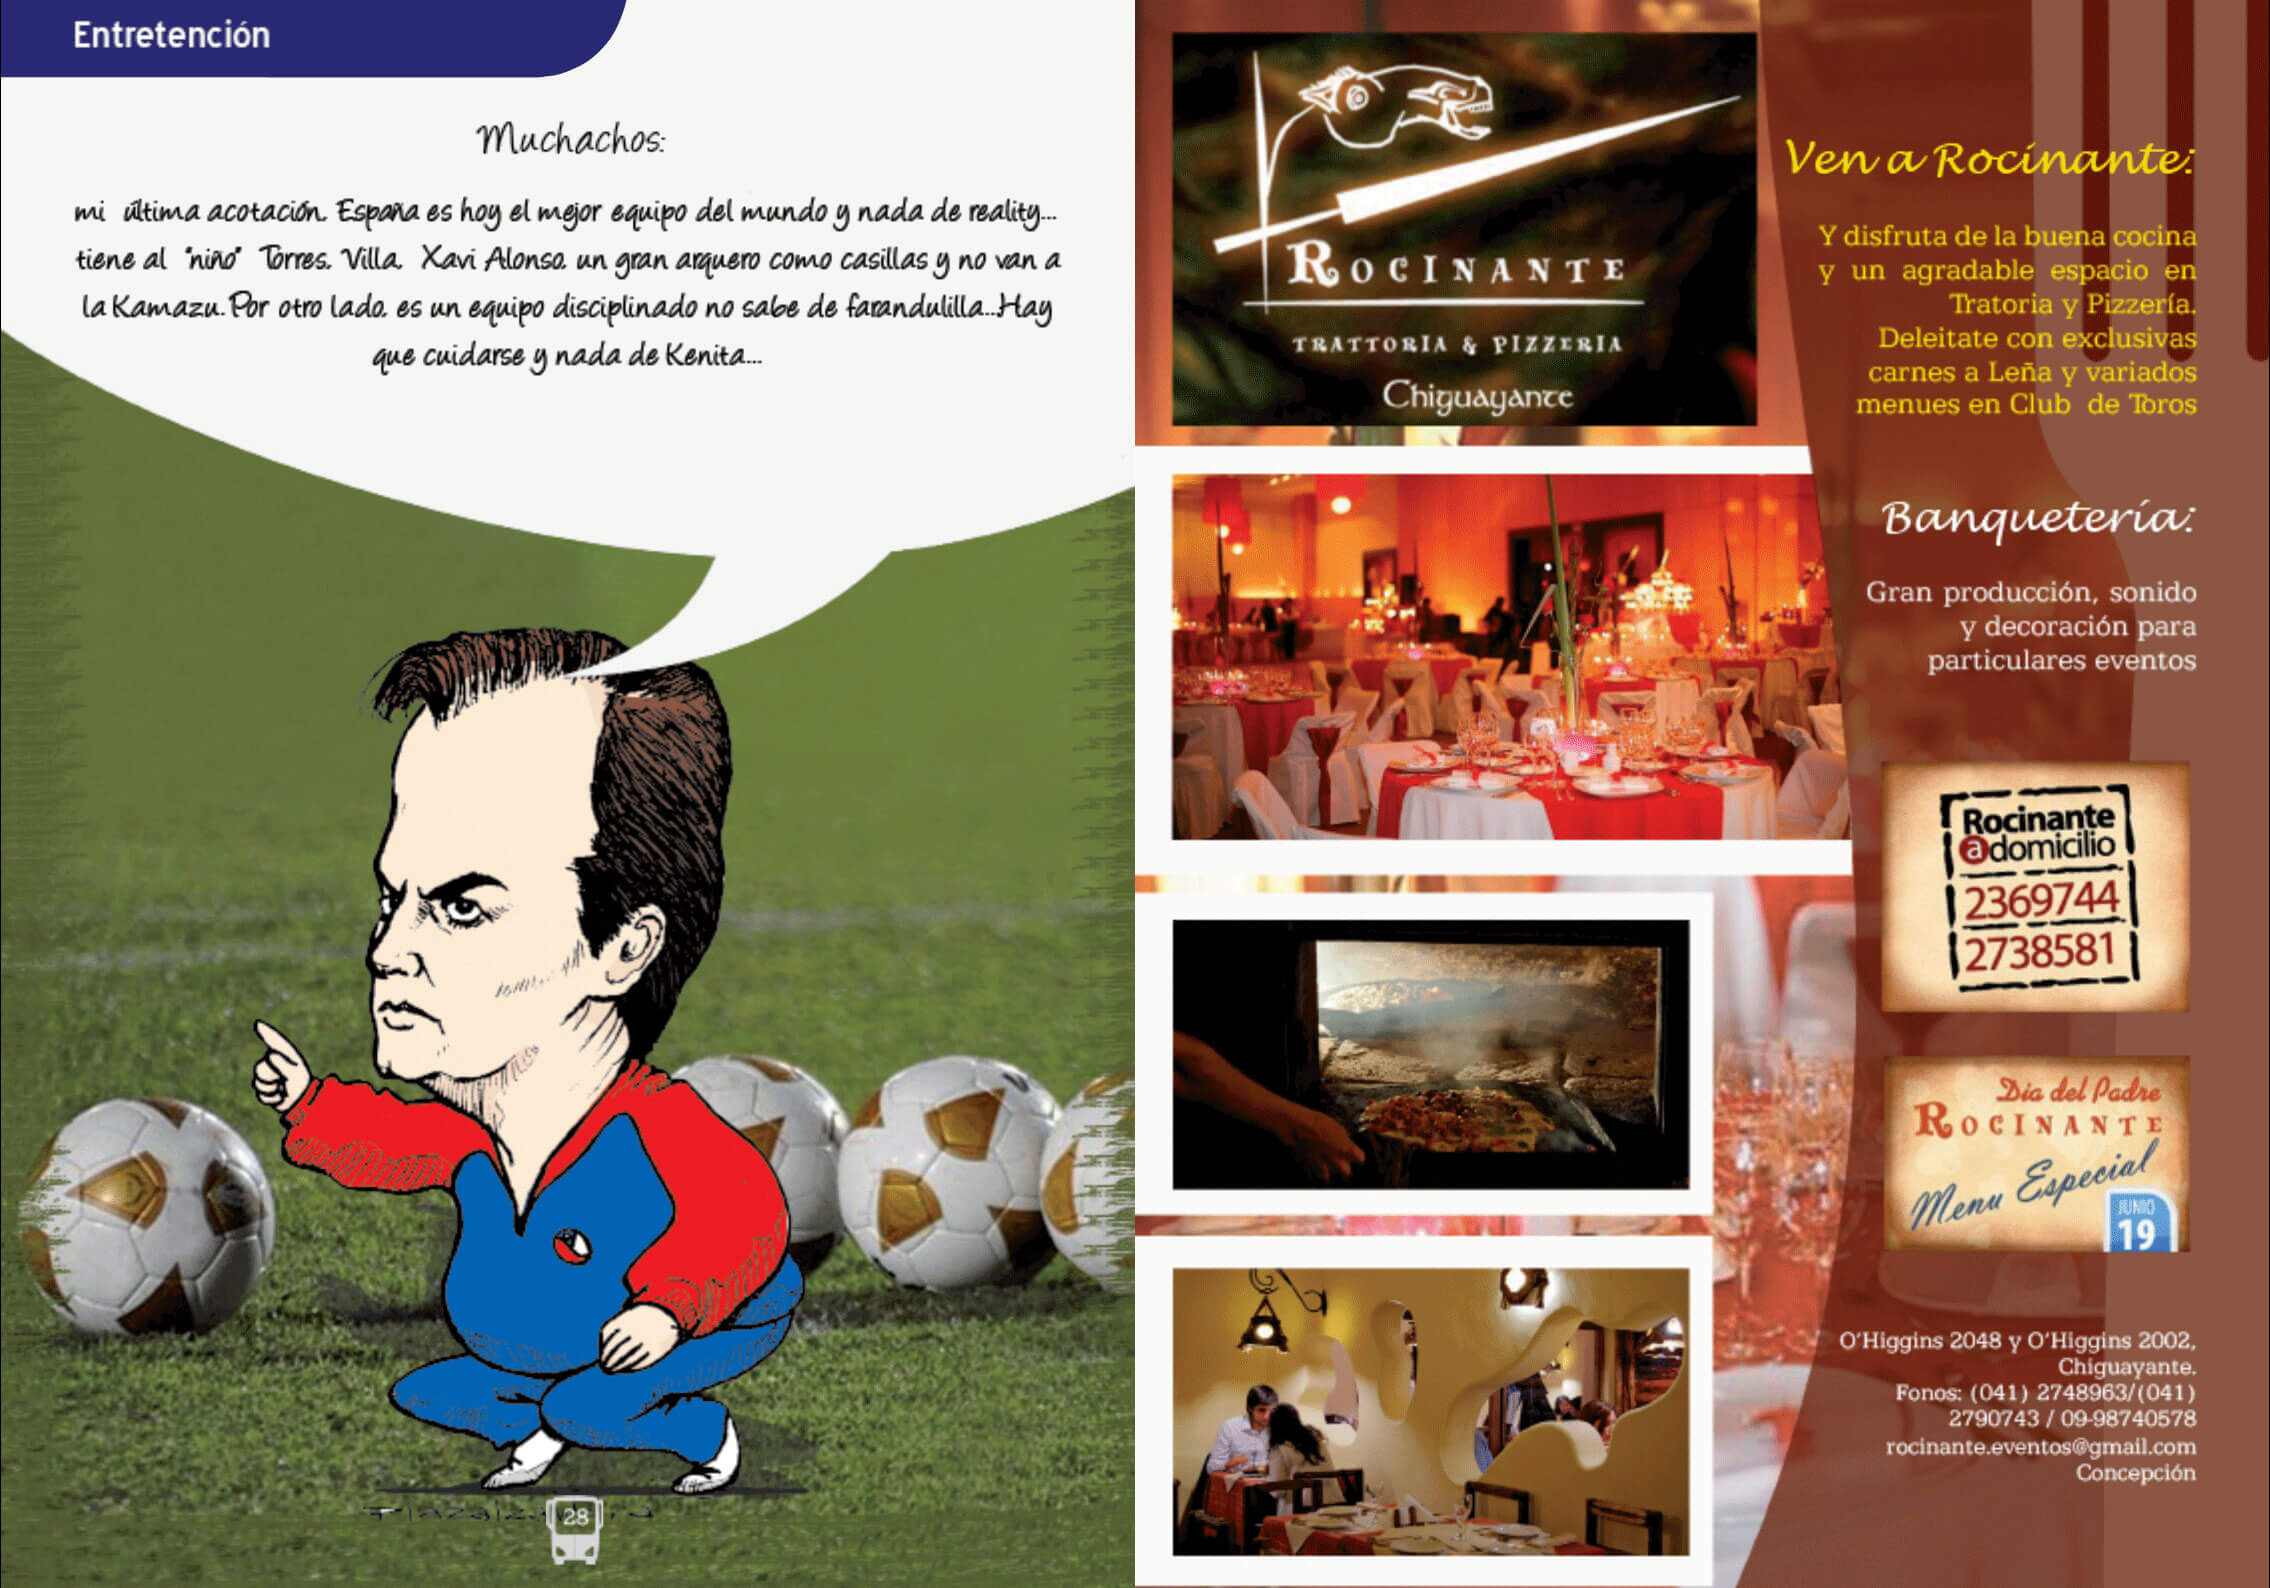 Entretención
Muchachos:
mi última acotación. España es hoy el mejor equipo del mundo y nada de reality...
tiene al "niño" Torres, Villa, Xavi Alonso, un gran arquero como casillas y no van a
la Kamazu. Por otro lado, es un equipo disciplinado no sabe de farandulilla...Hay
que cuidarse y nada de Kenita...
28
ROCINANTE
TRATTORIA & PIZZERIA
Chiguayante
Ven a Rocinante:
Y disfruta de la buena cocina
y un agradable espacio en
Tratoria y Pizzería.
Deleitate con exclusivas
carnes a Leña y variados
menues en Club de Toros
Banquetería:
Gran producción, sonido
y decoración para
particulares eventos
Rocinante
a domicilio
2369744
2738581
Dia del Padre
ROCINANTE
Menu Especial
JUNIO
19
O'Higgins 2048 y O'Higgins 2002,
Chiguayante.
Fonos: (041) 2748963/(041)
2790743 / 09-98740578
rocinante.eventos@gmail.com
Concepción